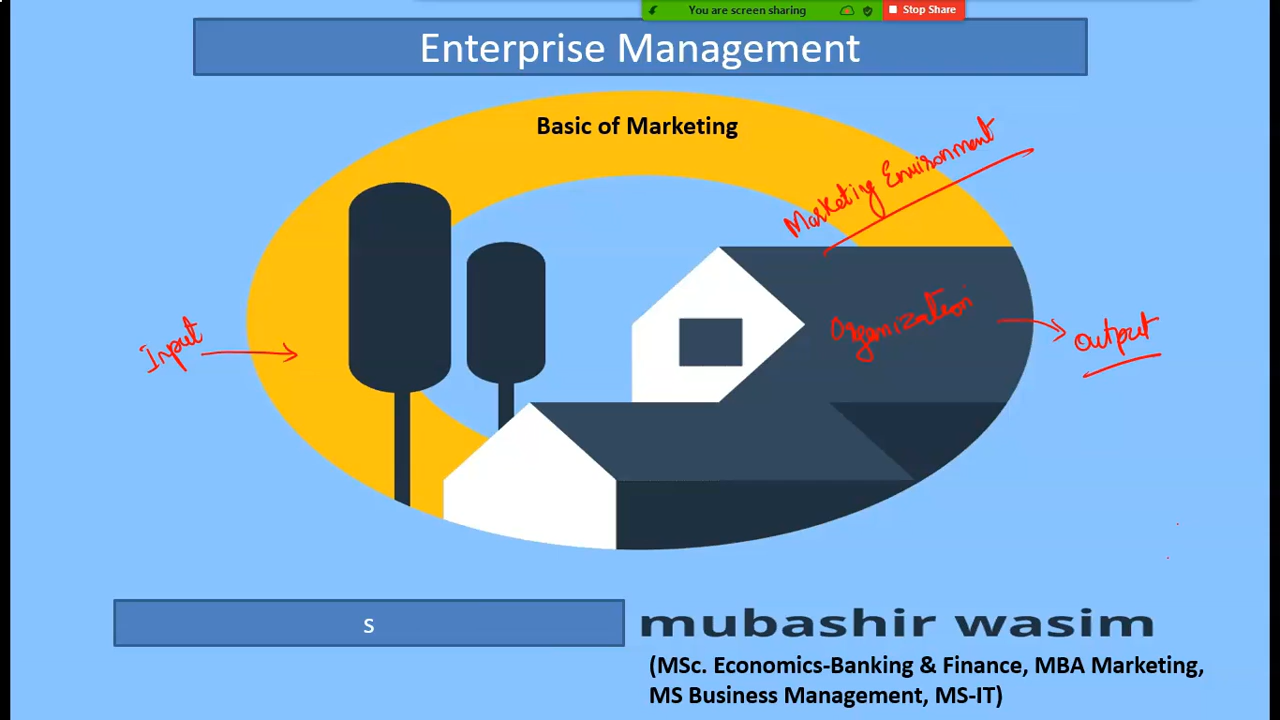 You are screen sharing
Stop Share
Enterprise Management
Basic of Marketing
Marketing Environment
Input
Organization
Output
s
mubashir wasim
(MSc. Economics-Banking & Finance, MBA Marketing,
MS Business Management, MS-IT)